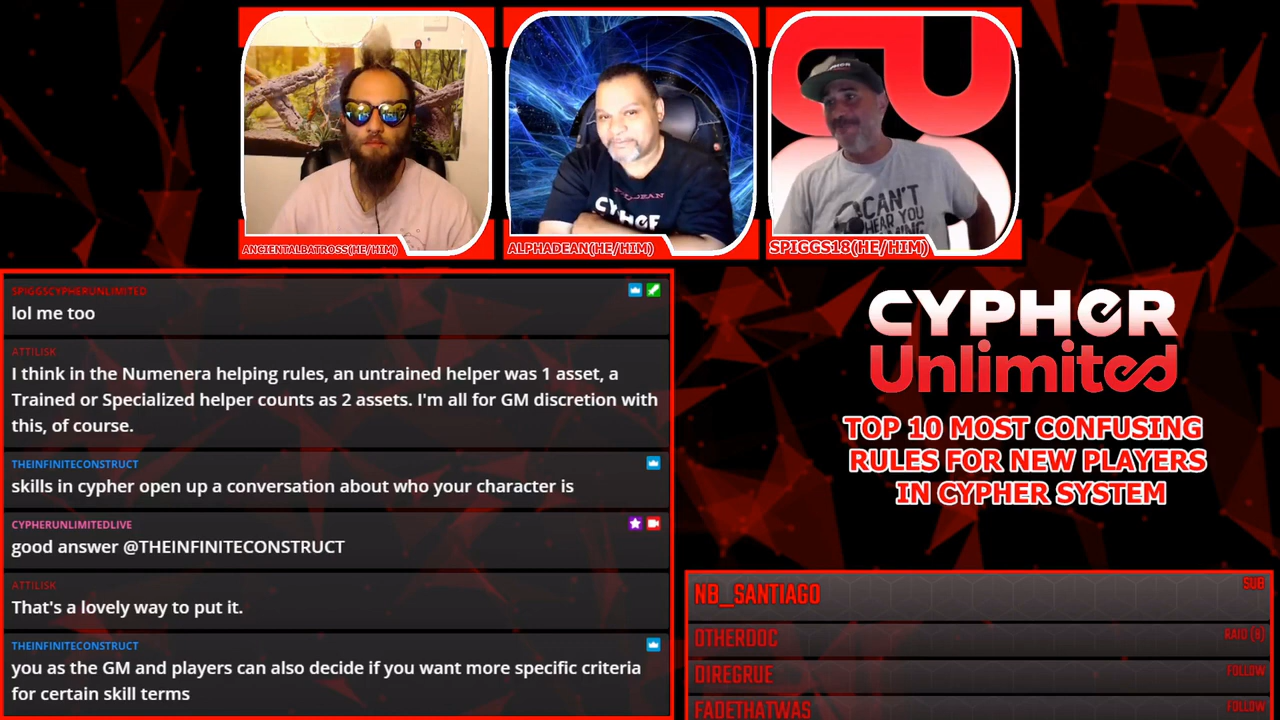 ANCIENTALBATROSS(HE/HIM)
ALPHADEAN(HE/HIM)
SPIGGS18(HE/HIM)
CAN'T
HEAR YOU
SPIGGSCYPHERUNLIMITED
lol me too
ATTILISK
I think in the Numenera helping rules, an untrained helper was 1 asset, a
Trained or Specialized helper counts as 2 assets. I'm all for GM discretion with
this, of course.
THEINFINITECONSTRUCT
skills in cypher open up a conversation about who your character is
CYPHERUNLIMITEDLIVE
good answer @THEINFINITECONSTRUCT
ATTILISK
That's a lovely way to put it.
THEINFINITECONSTRUCT
you as the GM and players can also decide if you want more specific criteria
for certain skill terms
CYPHER
Unlimited
TOP 10 MOST CONFUSING
RULES FOR NEW PLAYERS
IN CYPHER SYSTEM
NB_SANTIAGO SUB
OTHERDOC RAID (8)
DIREGRUE FOLLOW
FADETHATWAS FOLLOW